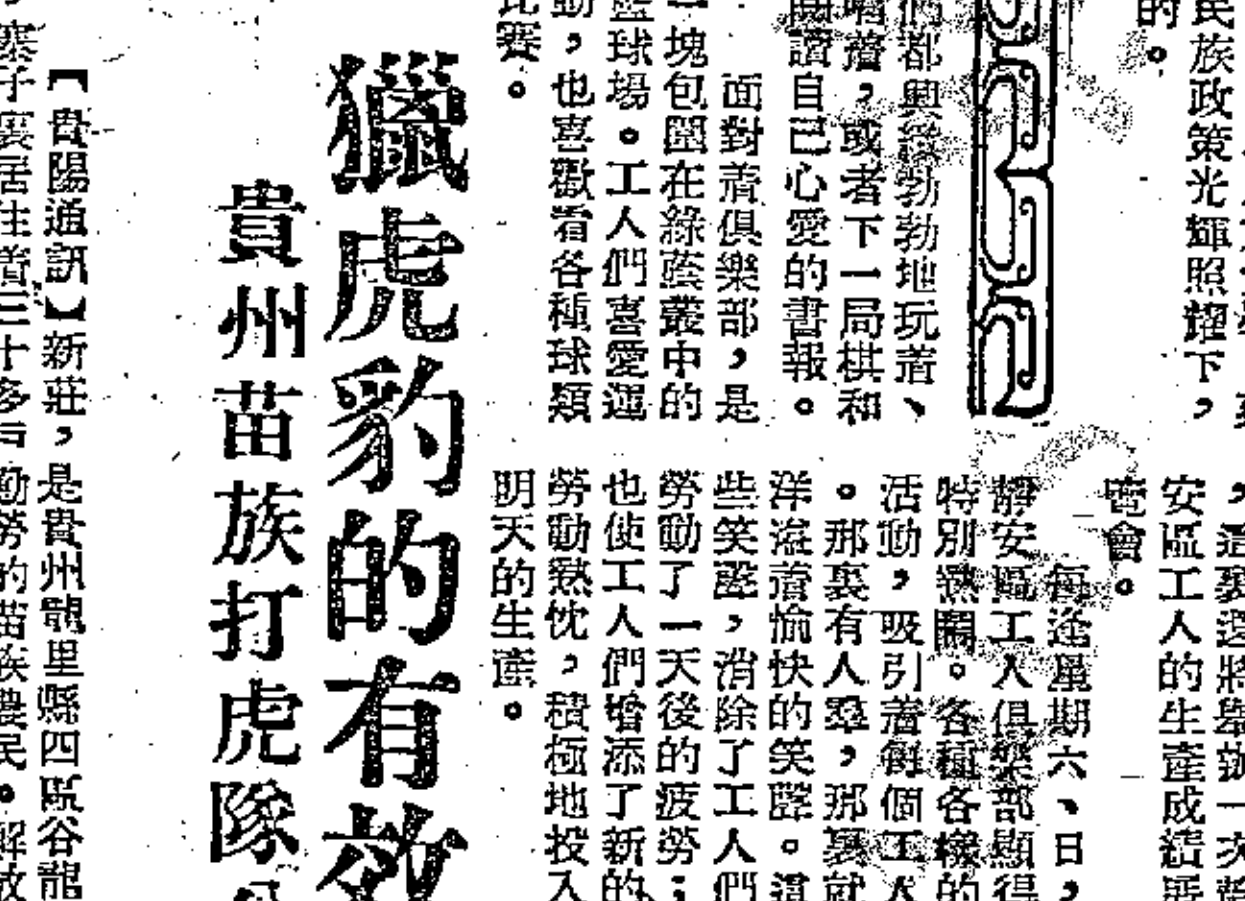 民族政策光輝照耀下，
的。
安區工人的生產成績展
覽會。
每逢星期六、日，
靜安區工人俱樂部顯得
特別熱鬧。各種各樣的
活動，吸引着每個工人
。那裏有人羣，那裏就
洋溢着愉快的笑聲。這
些笑聲，消除了工人們
勞動了一天後的疲勞；
也使工人們增添了新的
勞動熱忱，積極地投入
明天的生產。
們都興緻勃勃地玩着、
唱着，或者下一局棋和
閱讀自己心愛的書報。
面對着俱樂部，是
一塊包圍在綠蔭叢中的
籃球場。工人們喜愛運
動，也喜歡看各種球類
比賽。
獵虎豹的有效
貴州苗族打虎隊
【貴陽通訊】新莊，是貴州龍里縣四區谷龍
寨子裏居住着三十多戶勤勞的苗族農民。解放